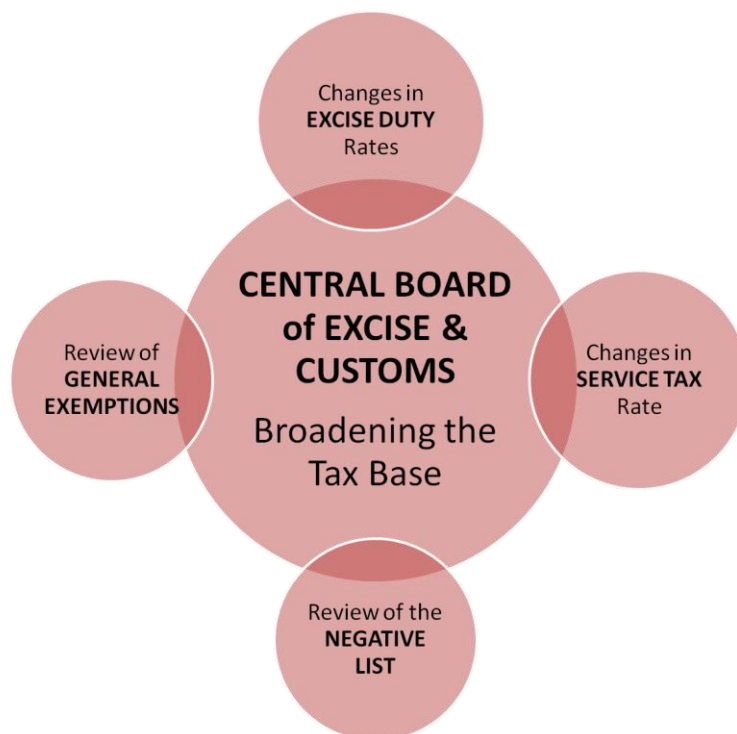 Changes in
EXCISE DUTY
Rates
CENTRAL BOARD
of EXCISE &
CUSTOMS
Broadening the
Tax Base
Review of
GENERAL
EXEMPTIONS
Changes in
SERVICE TAX
Rate
Review of the
NEGATIVE
LIST